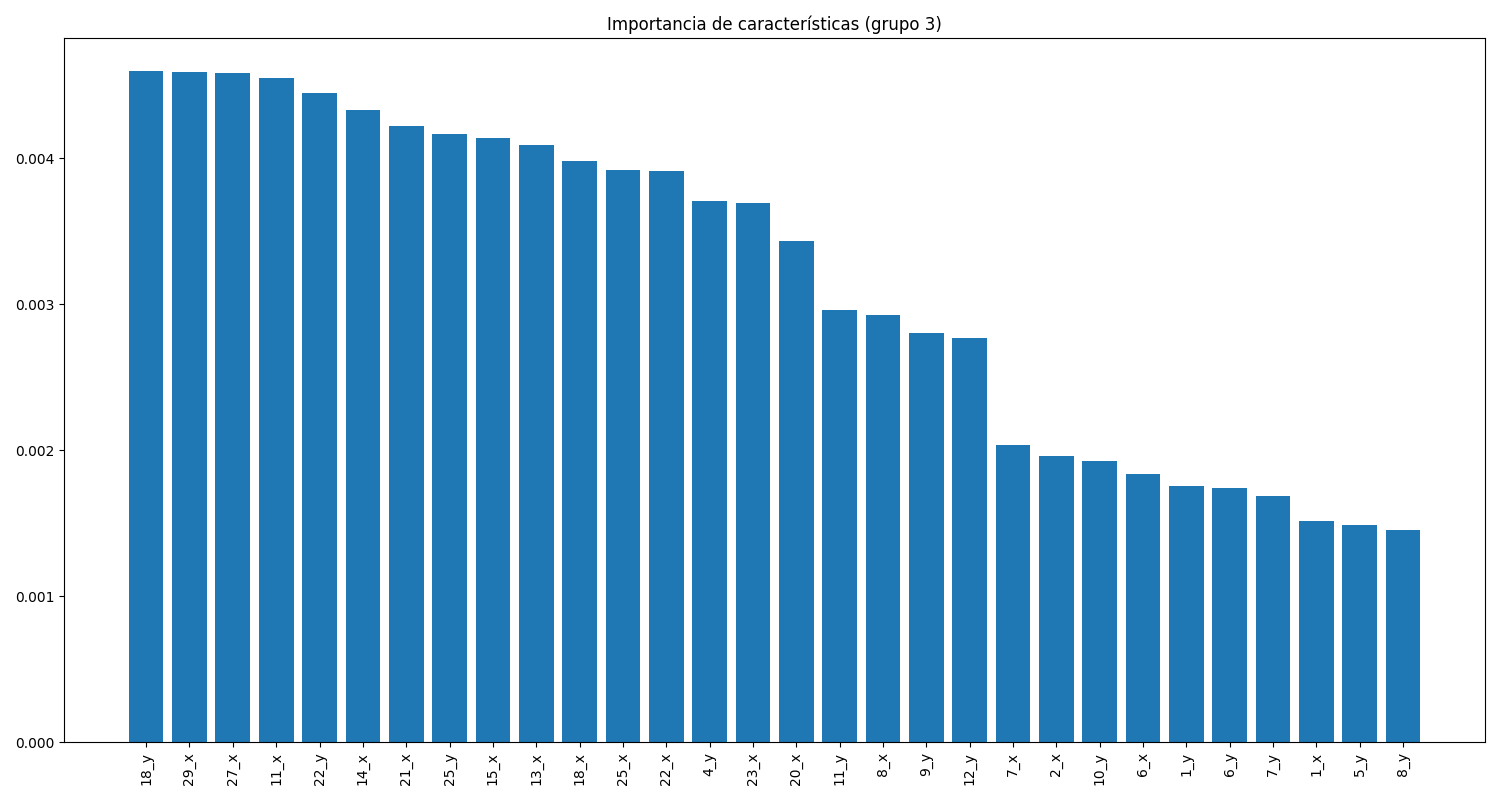 Importancia de características (grupo 3)
0.004
0.003
0.002
0.001
0.000
18_y 29_x 27_x 11_x 22_y 14_x 21_x 25_y 15_x 13_x 18_x 25_x 22_x 4_y 23_x 20_x 11_y 8_x 9_y 12_y 7_x 2_x 10_y 6_x 1_y 6_y 7_y 1_x 5_y 8_y